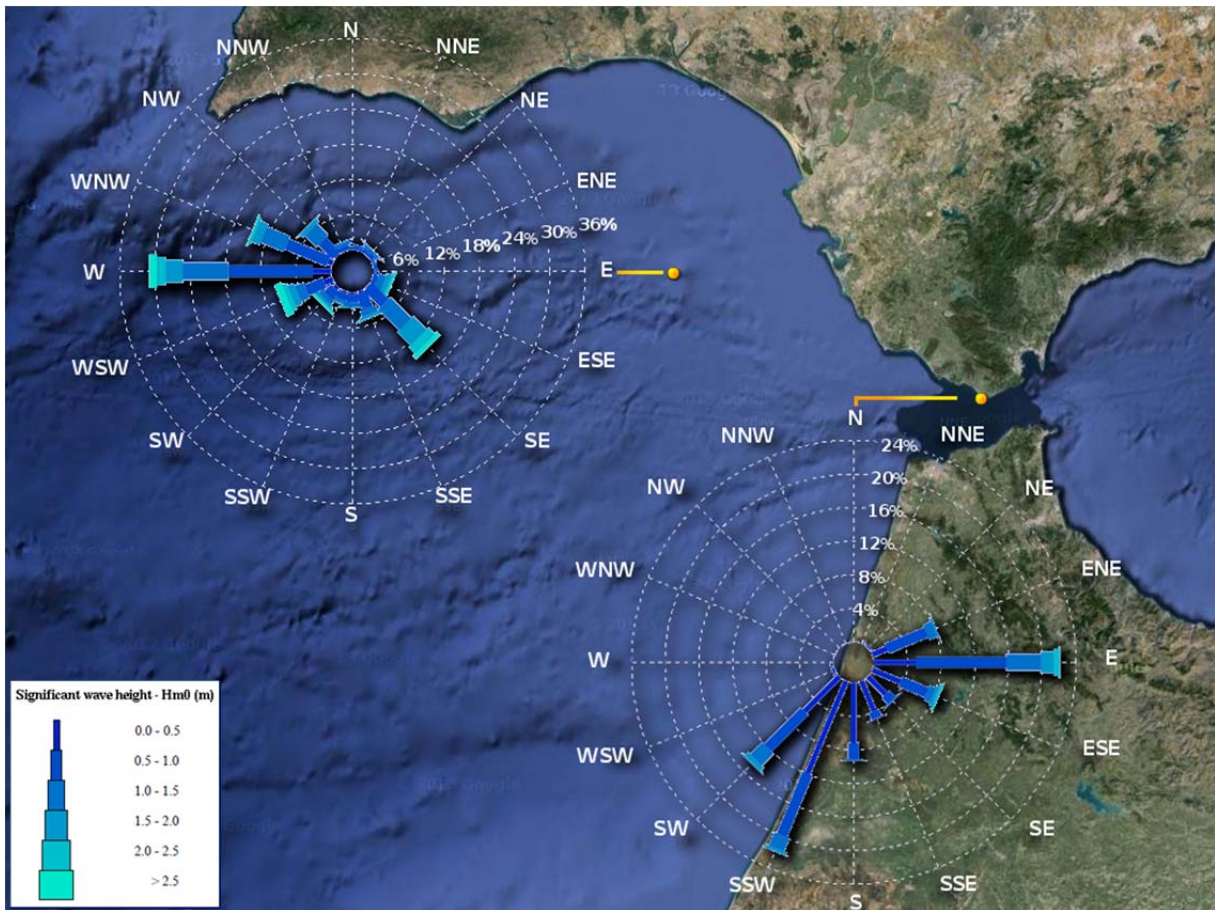 N
NNW
NNE
NW
NE
WNW
ENE
6% 12% 18% 24% 30% 36%
W
E
WSW
ESE
SW
SE
SSW
SSE
S
N
NNW
NNE
24%
NW
20%
NE
16%
12%
WNW
ENE
8%
4%
W
E
WSW
ESE
SW
SE
SSW
SSE
S
Significant wave height - Hm0 (m)
0.0 - 0.5
0.5 - 1.0
1.0 - 1.5
1.5 - 2.0
2.0 - 2.5
> 2.5